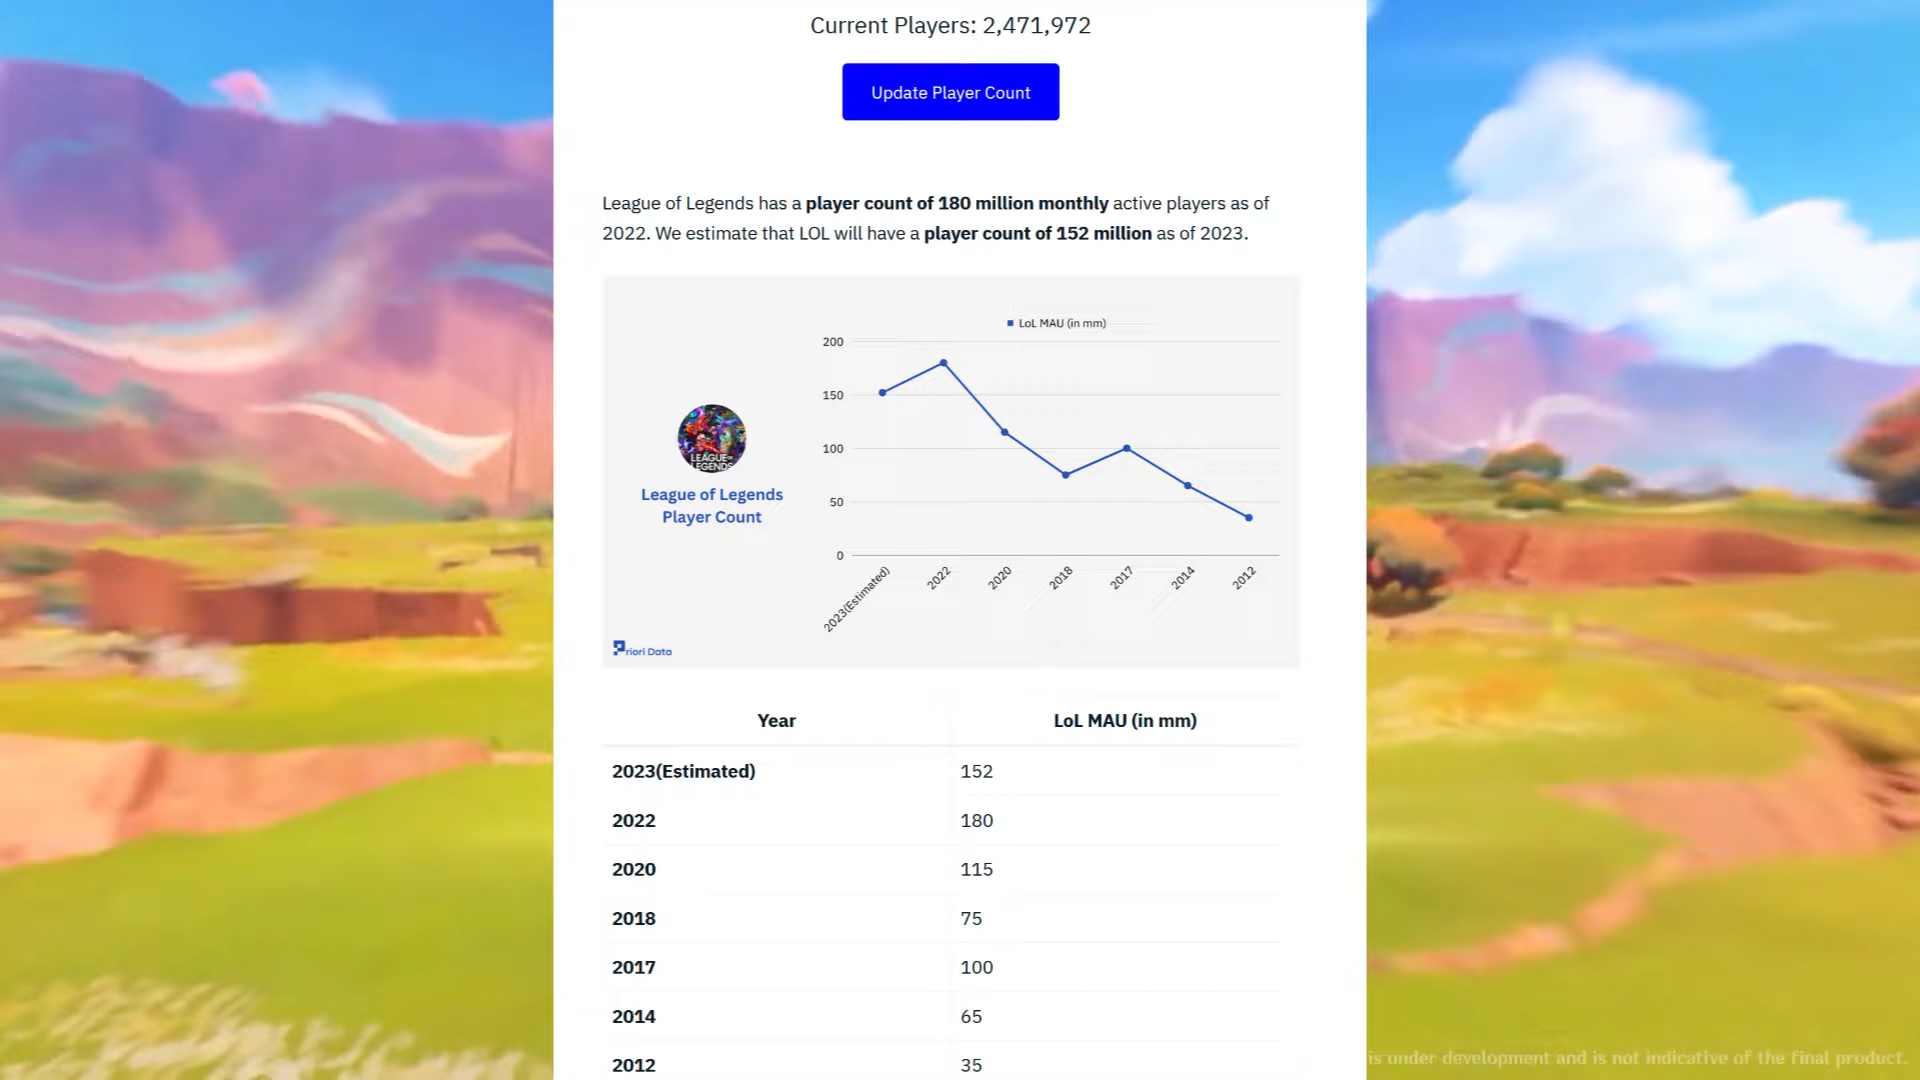 Current Players: 2,471,972
Update Player Count
League of Legends has a player count of 180 million monthly active players as of
2022. We estimate that LOL will have a player count of 152 million as of 2023.
LoL MAU (in mm)
200
150
100
50
0
LEAGUE OF
LEGENDS
League of Legends
Player Count
2023(Estimated)
2022
2020
2018
2017
2014
2012
Priori Data
Year LoL MAU (in mm)
2023(Estimated) 152
2022 180
2020 115
2018 75
2017 100
2014 65
2012 35
is under development and is not indicative of the final product.